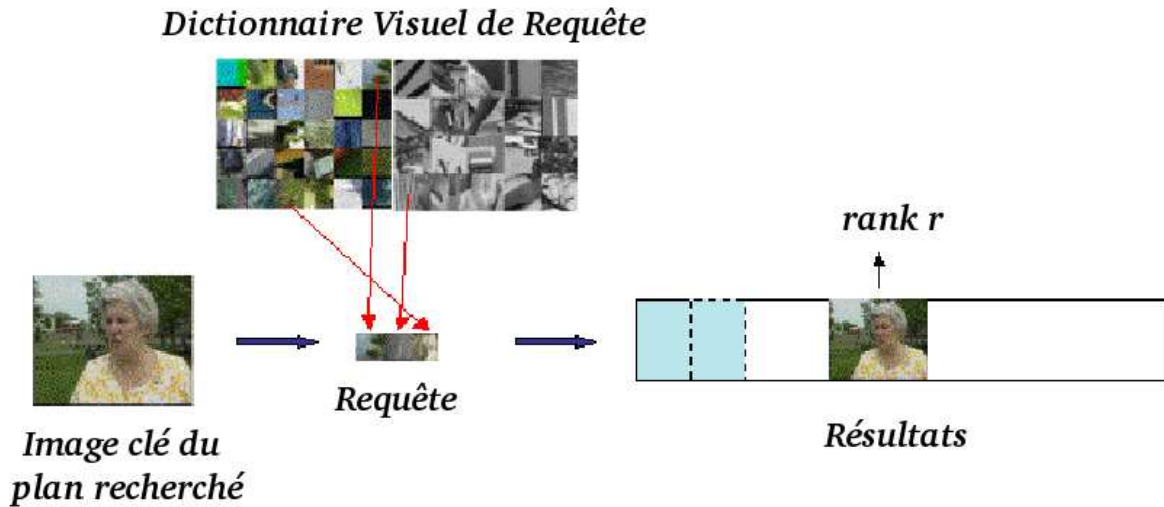 Dictionnaire Visuel de Requête
rank r
Requête
Résultats
Image clé du
plan recherché